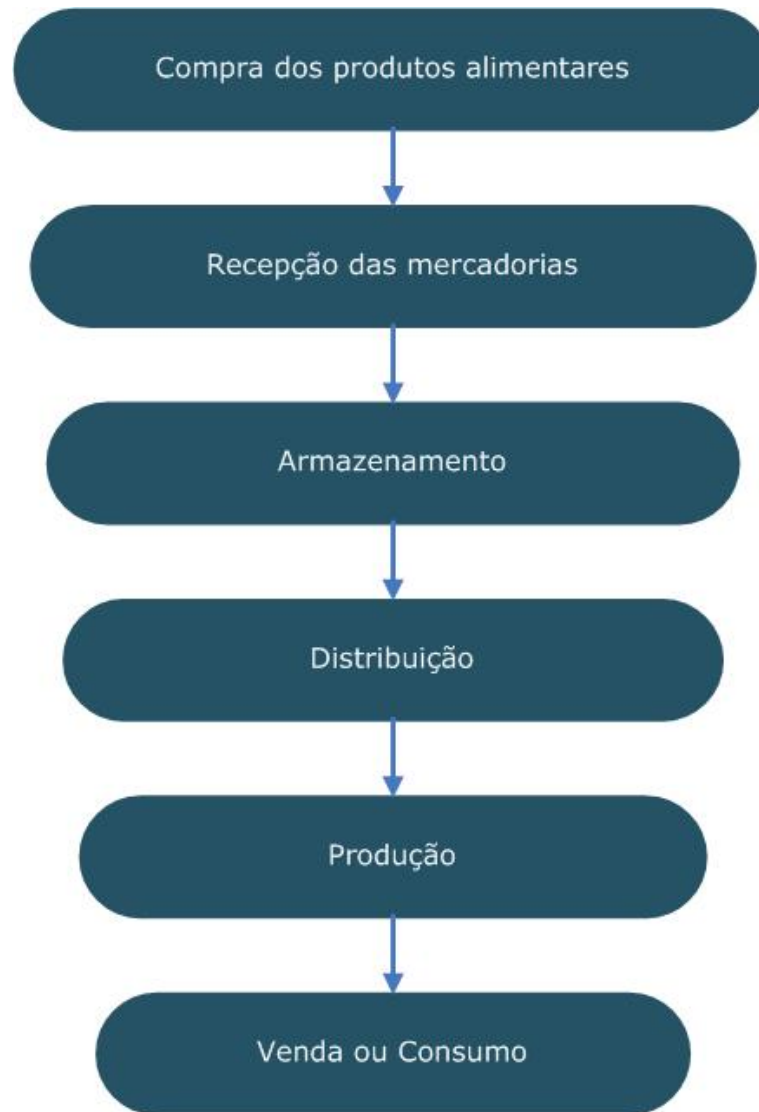 Compra dos produtos alimentares
Recepção das mercadorias
Armazenamento
Distribuição
Produção
Venda ou Consumo